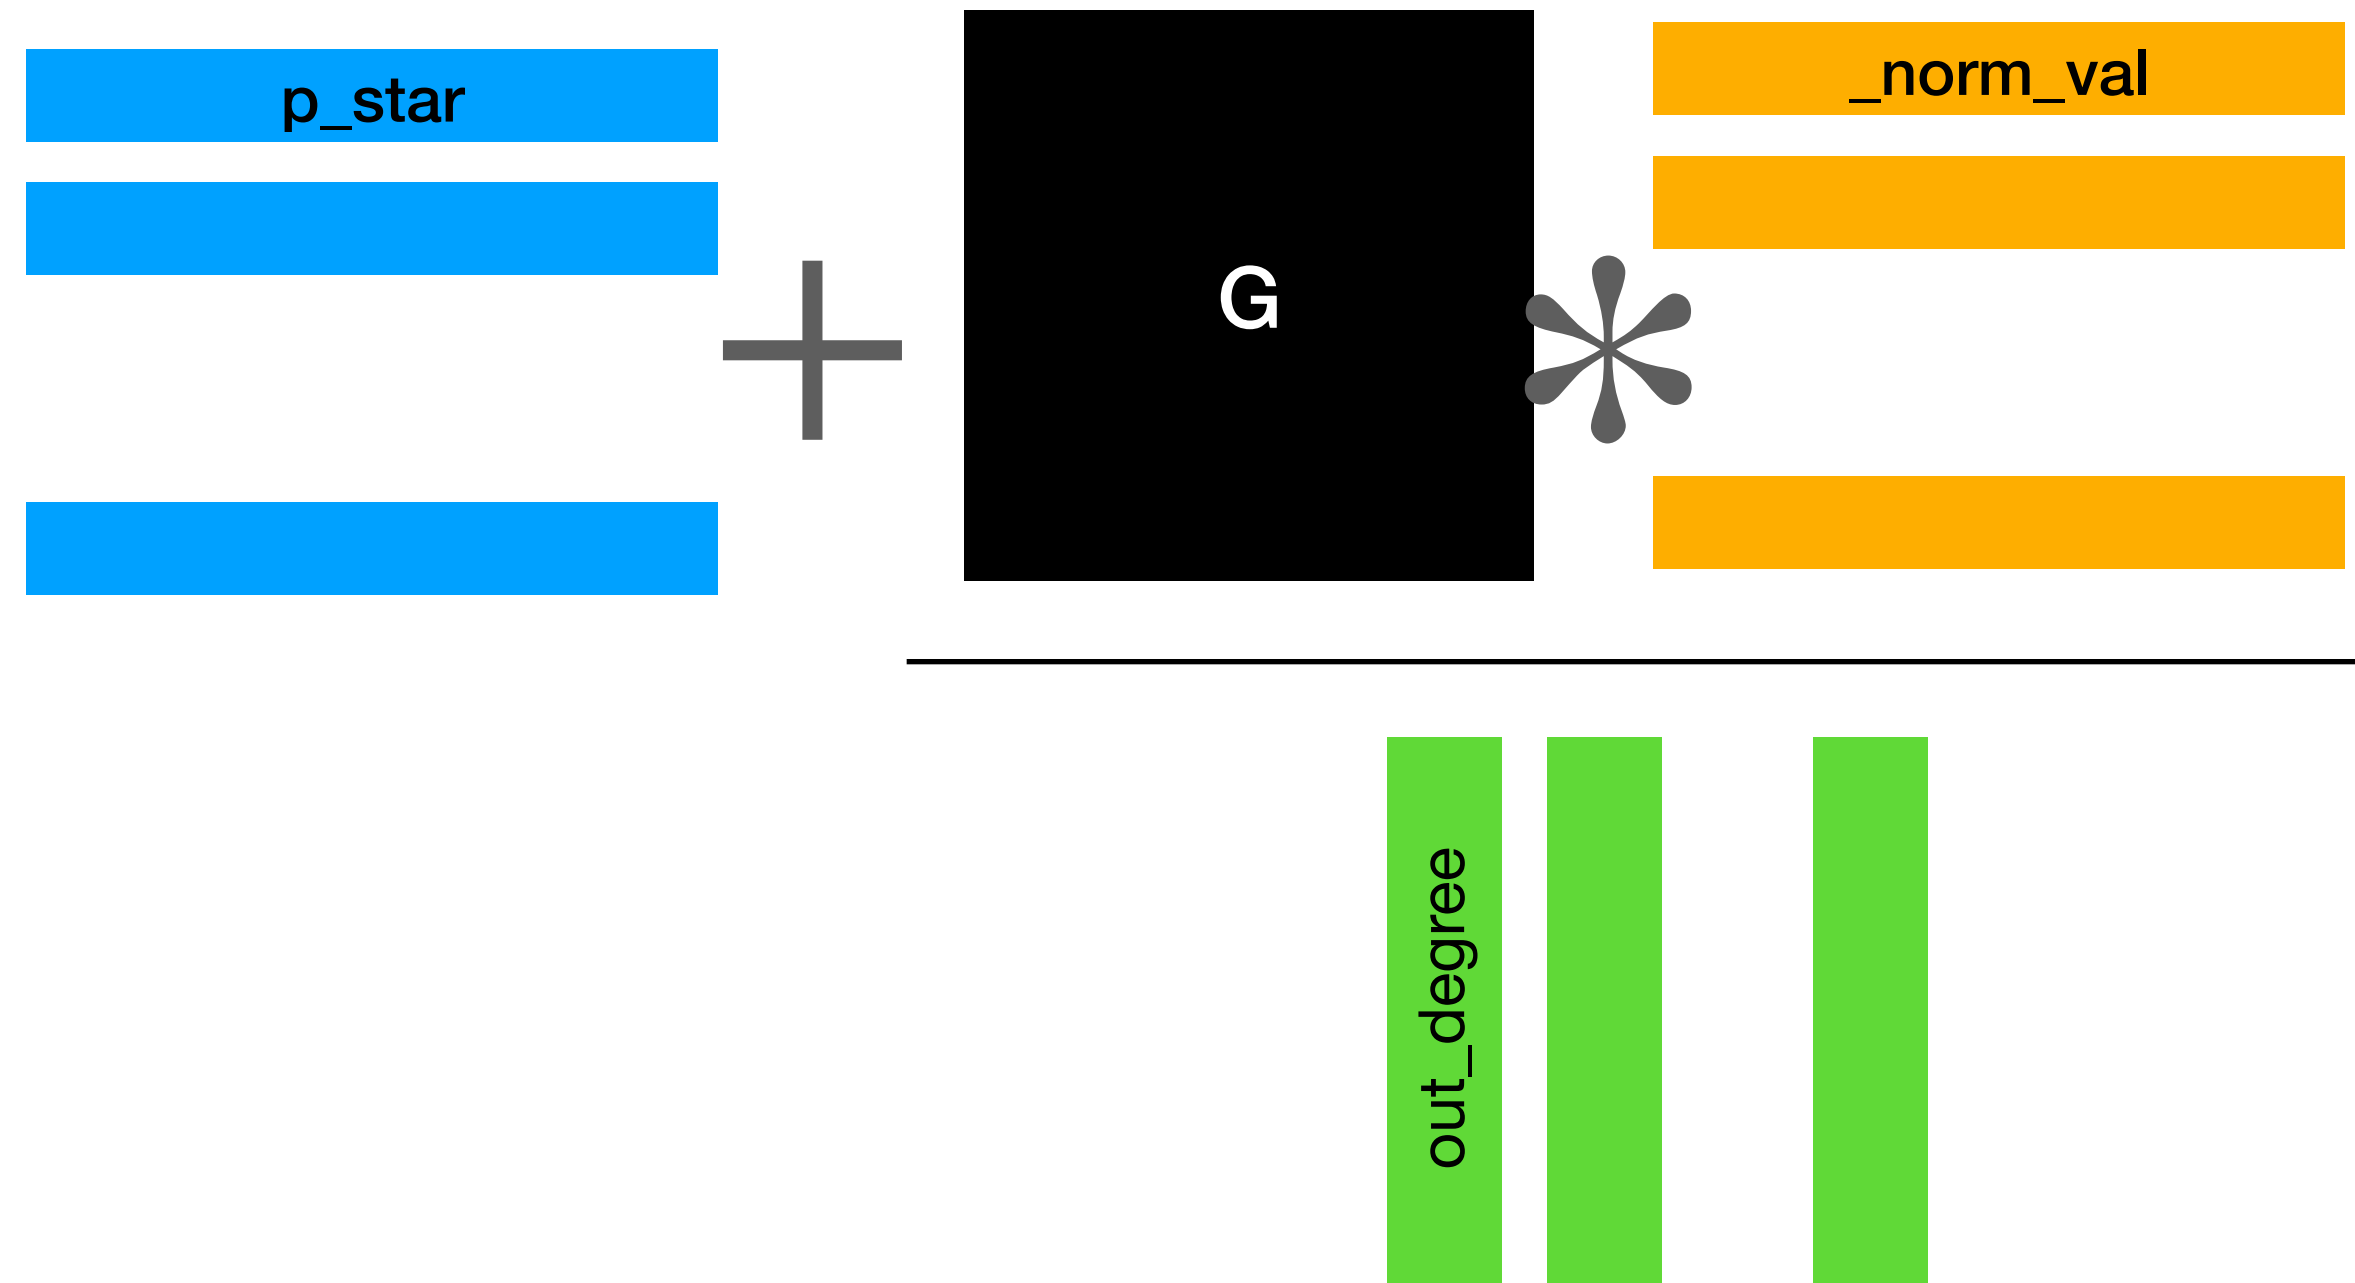 p_star
+
G
*
_norm_val
out_degree